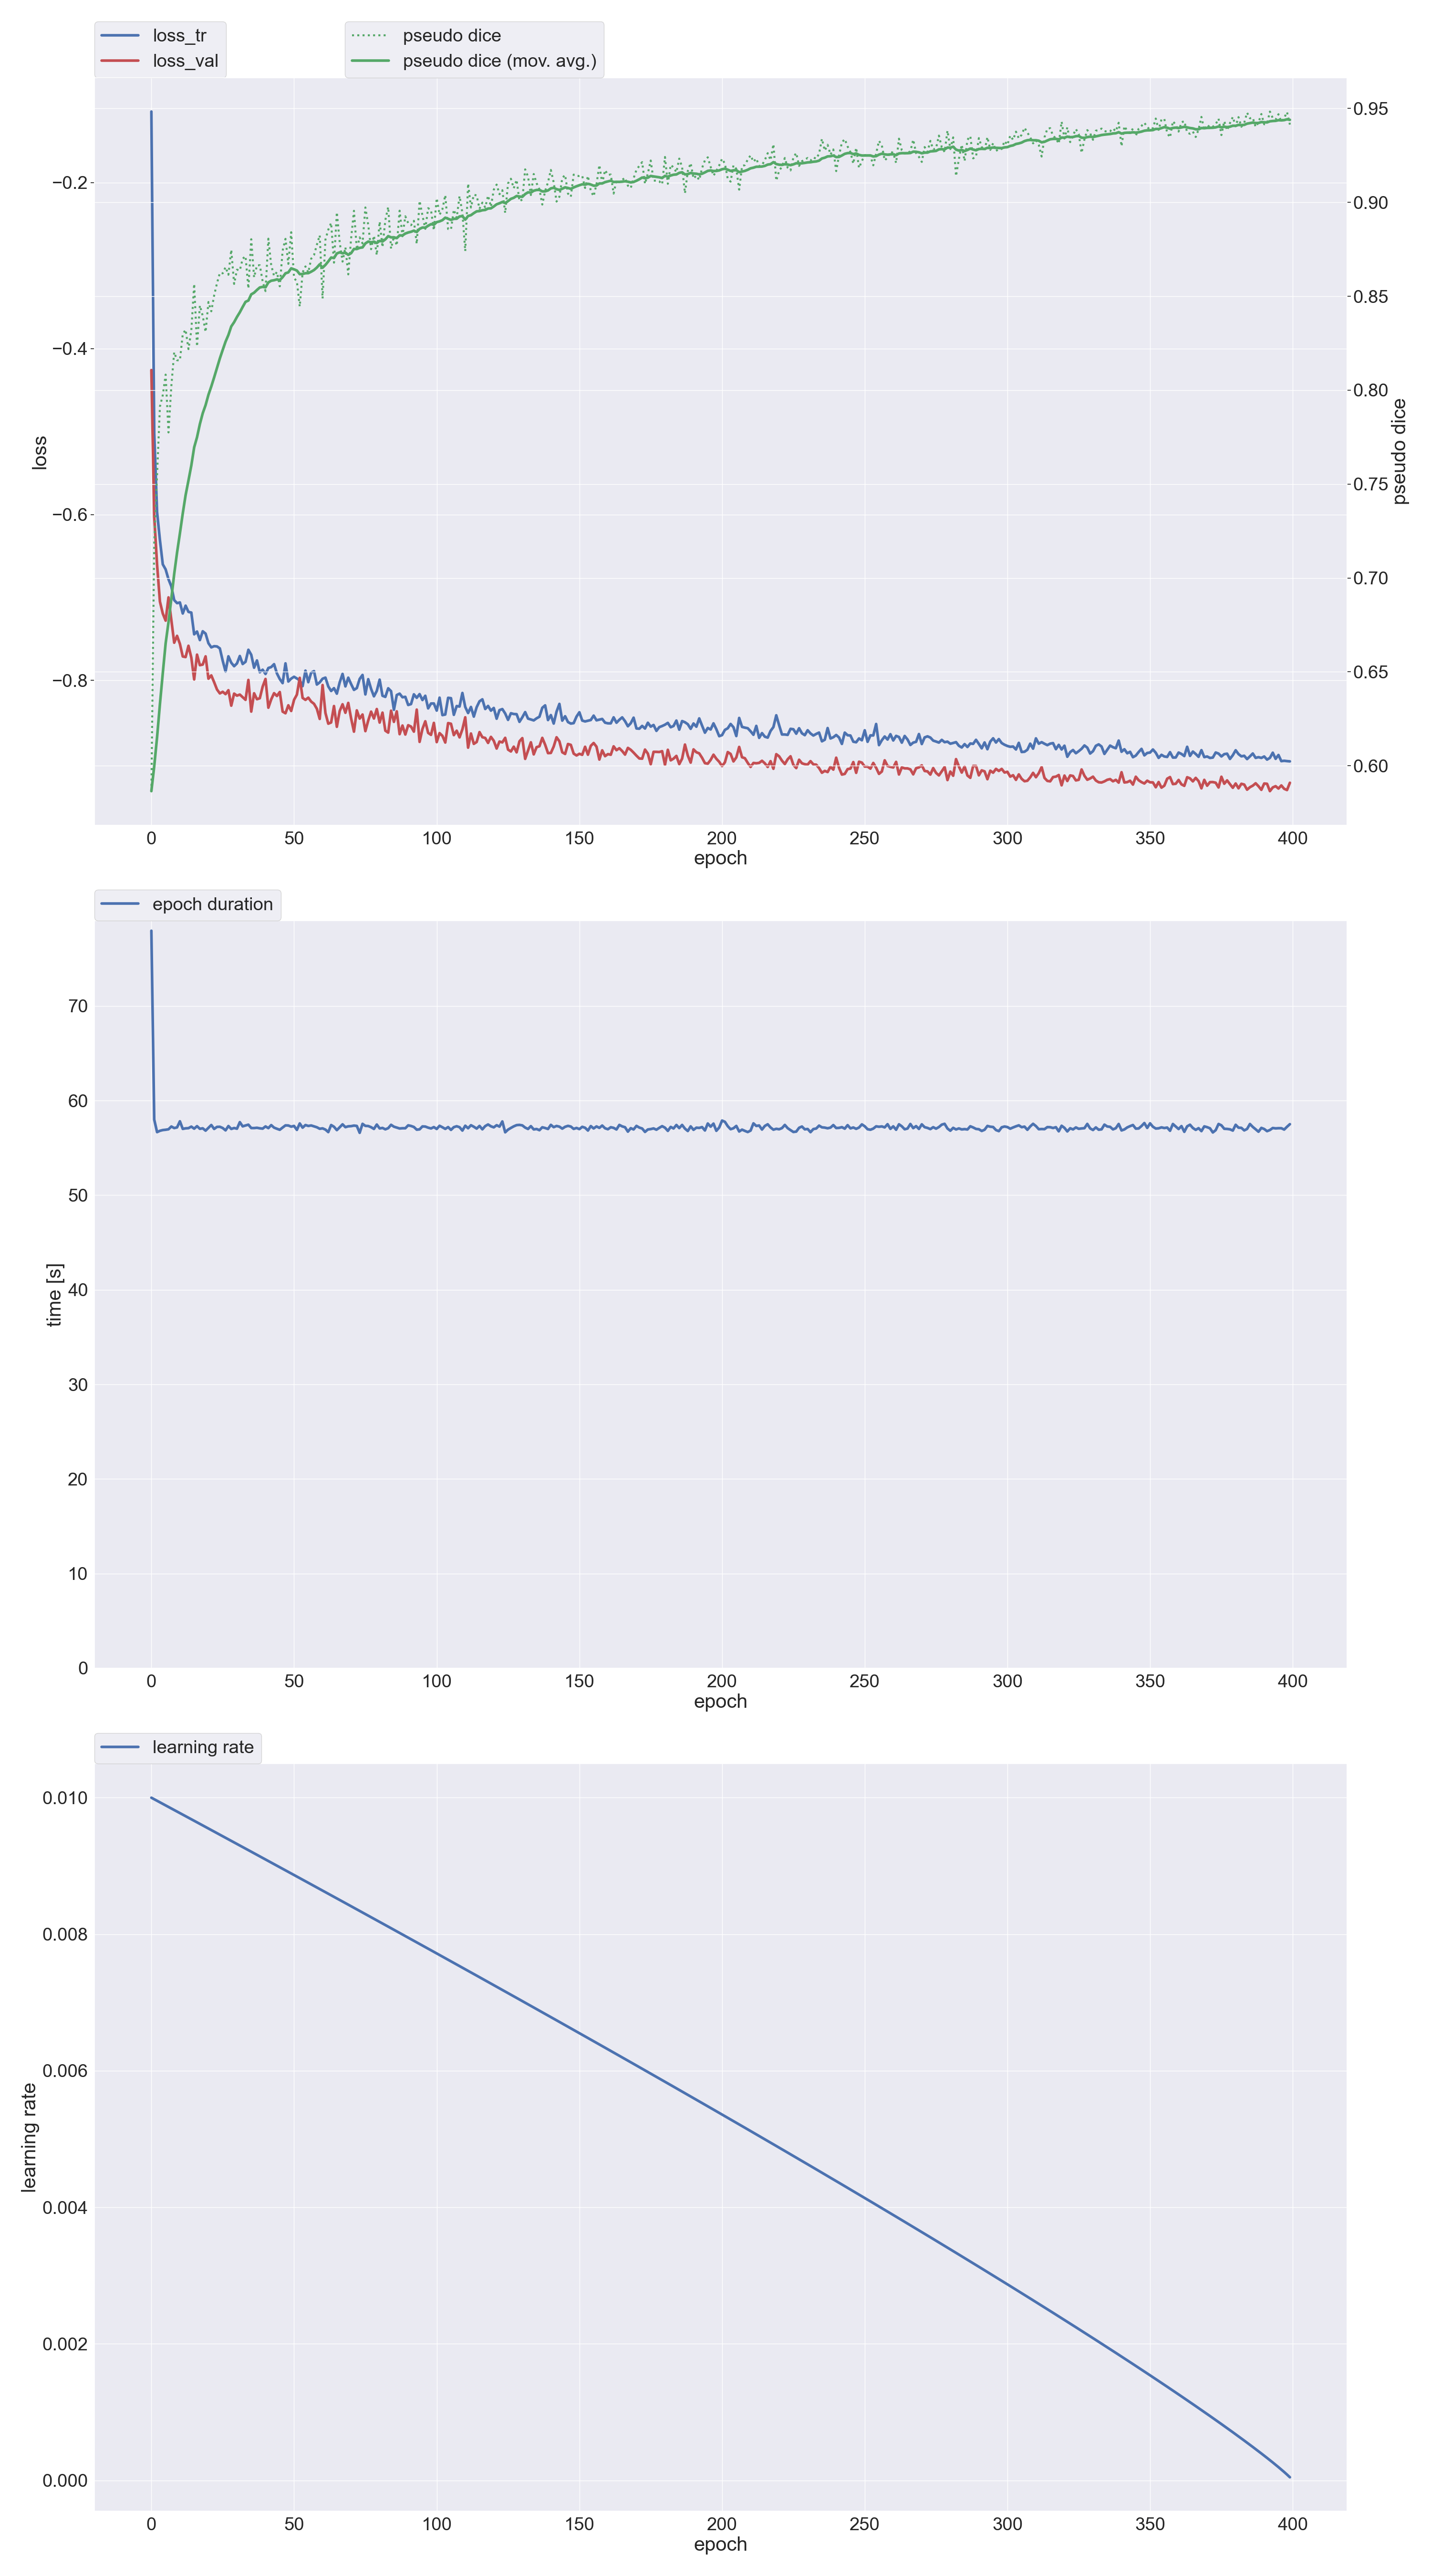 loss_tr
loss_val
pseudo dice
pseudo dice (mov. avg.)
−0.2
−0.4
−0.6
−0.8
loss
0.95
0.90
0.85
0.80
0.75
0.70
0.65
0.60
pseudo dice
0 50 100 150 200 250 300 350 400
epoch
epoch duration
70
60
50
40
30
20
10
0
time [s]
0 50 100 150 200 250 300 350 400
epoch
learning rate
0.010
0.008
0.006
0.004
0.002
0.000
learning rate
0 50 100 150 200 250 300 350 400
epoch